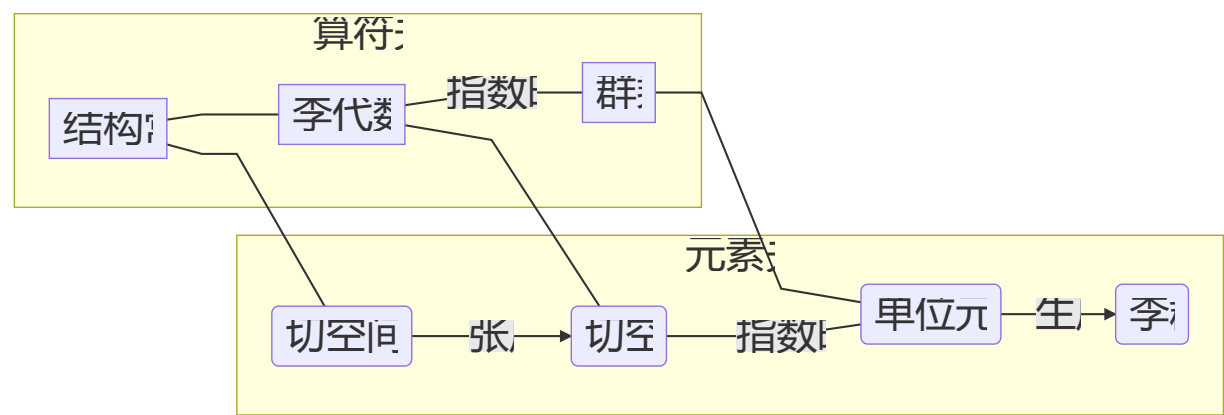 算符
结构
李代数
指数
群
元素
切空间
张
切空
指数
单位元
生
李